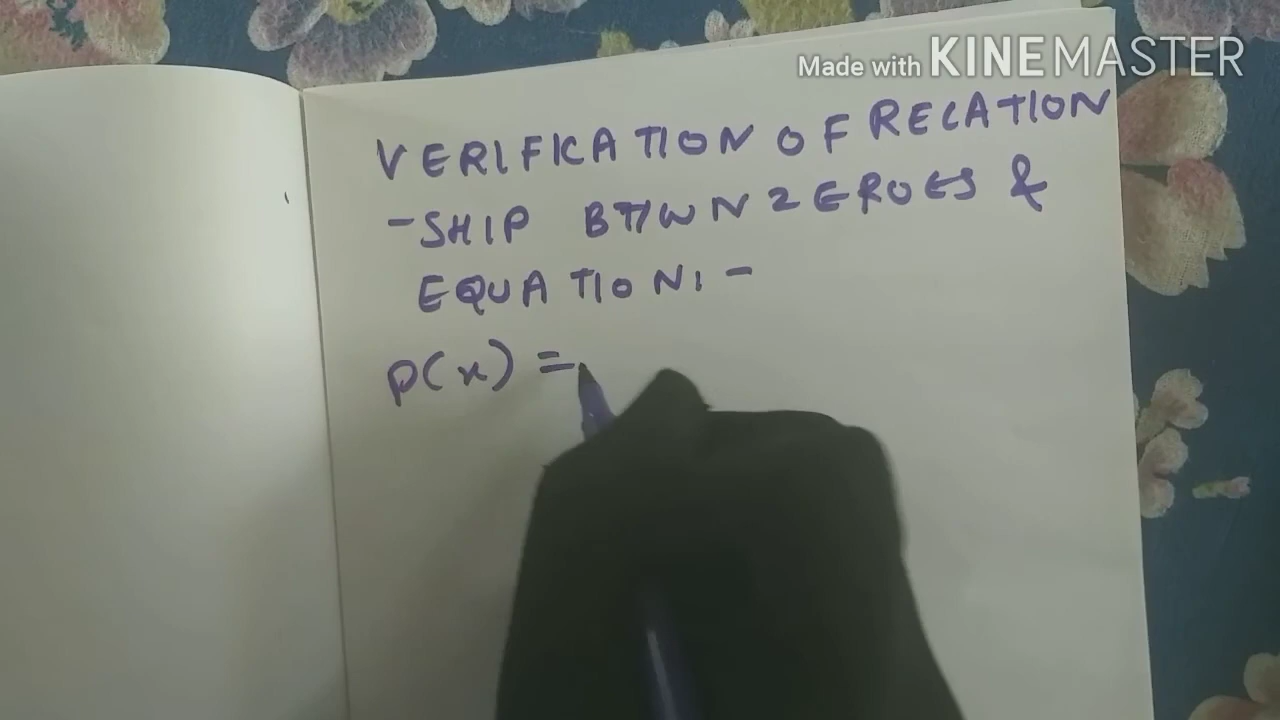 Made with KINEMASTER
VERIFICATION OF RELATION
-SHIP BTWN ZEROES &
EQUATION:-
p(x) =